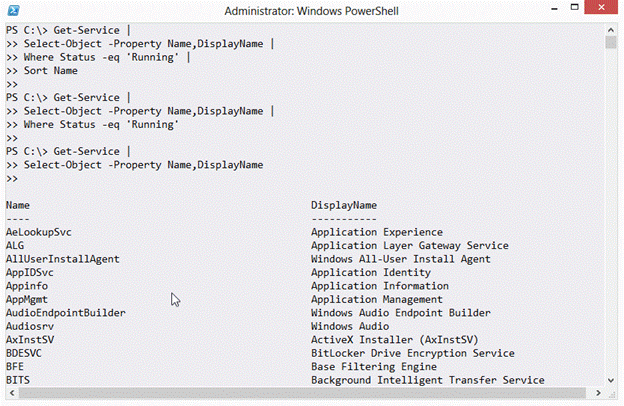 Administrator: Windows PowerShell
PS C:\> Get-Service |
>> Select-Object -Property Name,DisplayName |
>> Where Status -eq 'Running' |
>> Sort Name
>>
PS C:\> Get-Service |
>> Select-Object -Property Name,DisplayName |
>> Where Status -eq 'Running'
>>
PS C:\> Get-Service |
>> Select-Object -Property Name,DisplayName
>>
Name DisplayName
---- -----------
AeLookupSvc Application Experience
ALG Application Layer Gateway Service
AllUserInstallAgent Windows All-User Install Agent
AppIDSvc Application Identity
Appinfo Application Information
AppMgmt Application Management
AudioEndpointBuilder Windows Audio Endpoint Builder
Audiosrv Windows Audio
AxInstSV ActiveX Installer (AxInstSV)
BDESVC BitLocker Drive Encryption Service
BFE Base Filtering Engine
BITS Background Intelligent Transfer Service